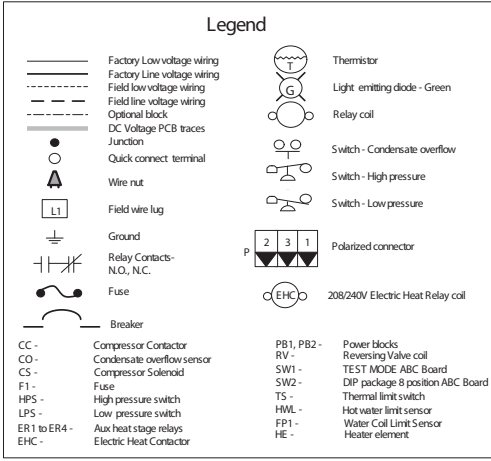 Legend
Factory Low voltage wiring
Factory Line voltage wiring
Field low voltage wiring
Field line voltage wiring
Optional block
DC Voltage PCB traces
Junction
Quick connect terminal
Wire nut
L1
Field wire lug
Ground
Relay Contacts-
N.O., N.C.
Fuse
Breaker
T
Thermistor
G
Light emitting diode - Green
Relay coil
Switch - Condensate overflow
Switch - High pressure
Switch - Low pressure
P
2 3 1
Polarized connector
EHC
208/240V Electric Heat Relay coil
CC - Compressor Contactor
CO - Condensate overflow sensor
CS - Compressor Solenoid
F1 - Fuse
HPS - High pressure switch
LPS - Low pressure switch
ER1 to ER4 - Aux heat stage relays
EHC - Electric Heat Contactor
PB1, PB2 - Power blocks
RV - Reversing Valve coil
SW1 - TEST MODE ABC Board
SW2 - DIP package 8 position ABC Board
TS - Thermal limit switch
HWL - Hot water limit sensor
FP1 - Water Coil Limit Sensor
HE - Heater element